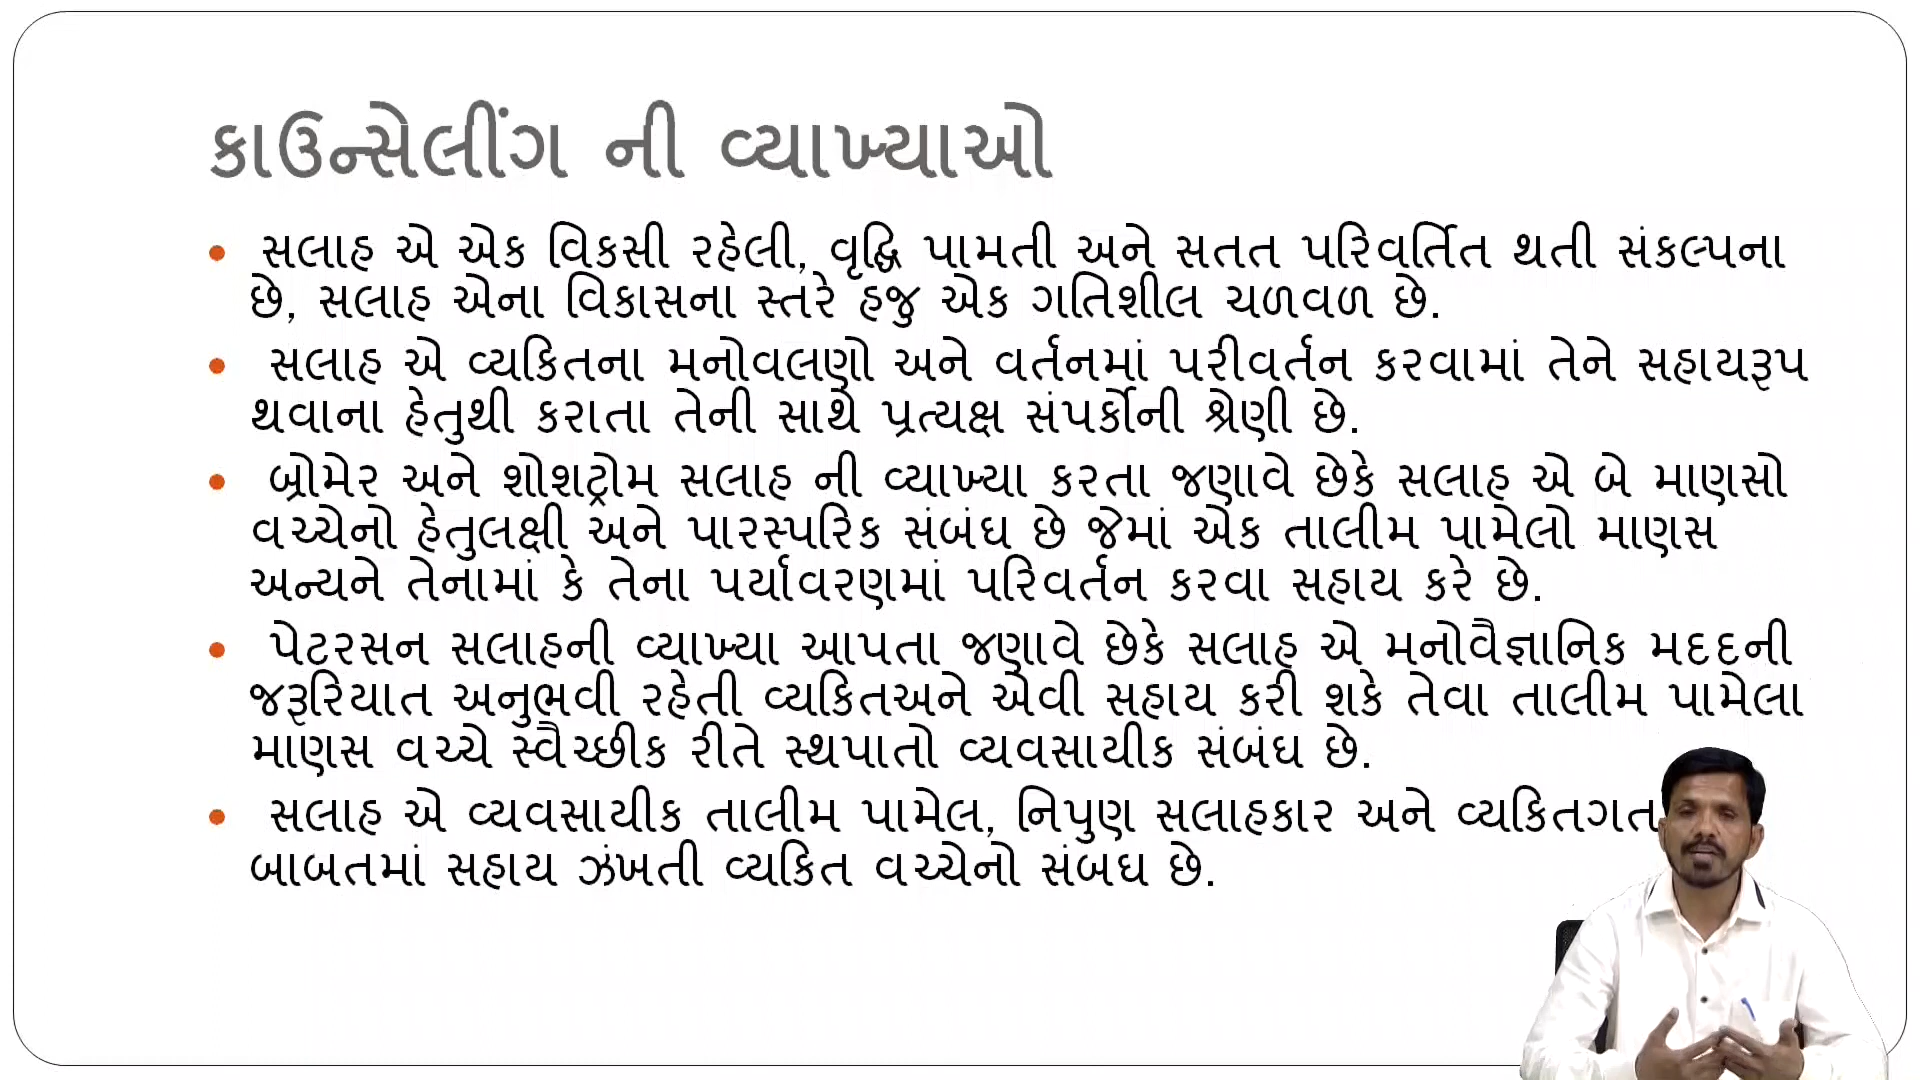 કાઉન્સેલીંગ ની વ્યાખ્યાઓ
• સલાહ એ એક વિકસી રહેલી, વૃદ્ધિ પામતી અને સતત પરિવર્તિત થતી સંકલ્પના
છે, સલાહ એના વિકાસના સ્તરે હજુ એક ગતિશીલ ચળવળ છે.
• સલાહ એ વ્યકિતના મનોવલણો અને વર્તનમાં પરીવર્તન કરવામાં તેને સહાયરૂપ
થવાના હેતુથી કરાતા તેની સાથે પ્રત્યક્ષ સંપર્કોની શ્રેણી છે.
• બ્રોમેર અને શોશટ્રોમ સલાહ ની વ્યાખ્યા કરતા જણાવે છેકે સલાહ એ બે માણસો
વચ્ચેનો હેતુલક્ષી અને પારસ્પરિક સંબંઘ છે જેમાં એક તાલીમ પામેલો માણસ
અન્યને તેનામાં કે તેના પર્યાવરણમાં પરિવર્તન કરવા સહાય કરે છે.
• પેટરસન સલાહની વ્યાખ્યા આપતા જણાવે છેકે સલાહ એ મનોવૈજ્ઞાનિક મદદની
જરૂરિયાત અનુભવી રહેતી વ્યકિતઅને એવી સહાય કરી શકે તેવા તાલીમ પામેલા
માણસ વચ્ચે સ્વૈચ્છીક રીતે સ્થપાતો વ્યવસાયીક સંબંઘ છે.
• સલાહ એ વ્યવસાયીક તાલીમ પામેલ, નિપુણ સલાહકાર અને વ્યકિતગત
બાબતમાં સહાય ઝંખતી વ્યકિત વચ્ચેનો સંબઘ છે.